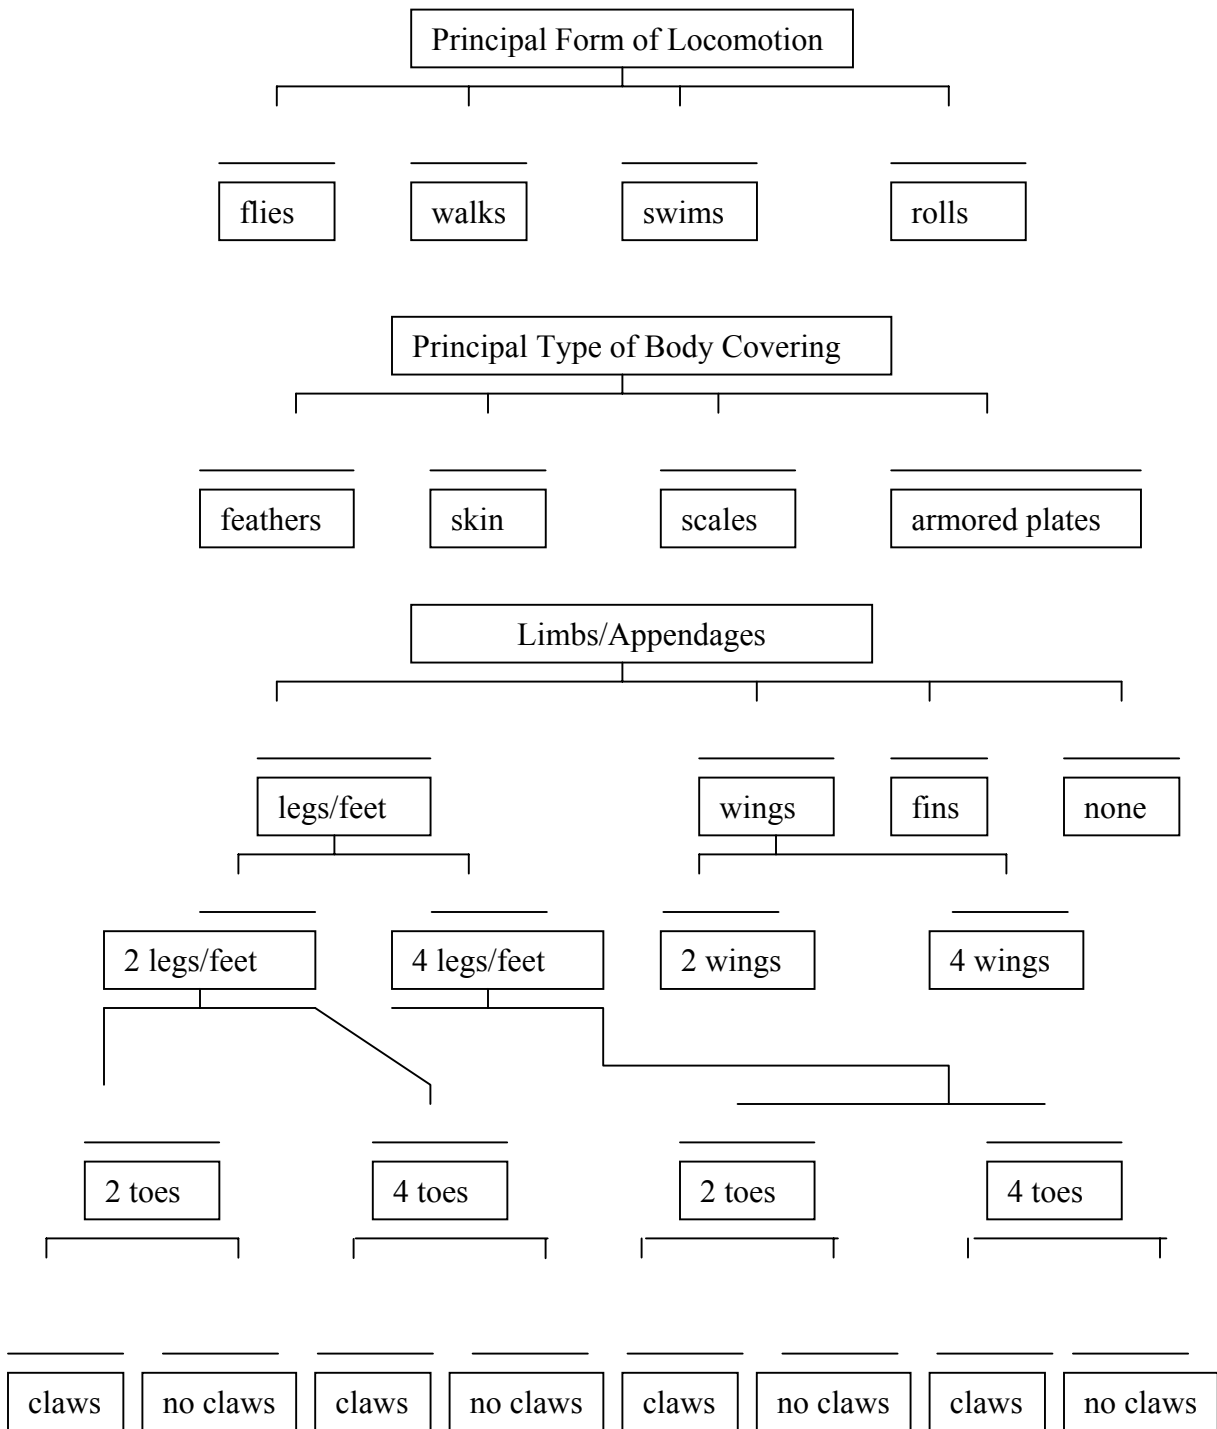 Principal Form of Locomotion
flies walks swims rolls
Principal Type of Body Covering
feathers skin scales armored plates
Limbs/Appendages
legs/feet wings fins none
2 legs/feet 4 legs/feet 2 wings 4 wings
2 toes 4 toes 2 toes 4 toes
claws no claws claws no claws claws no claws claws no claws